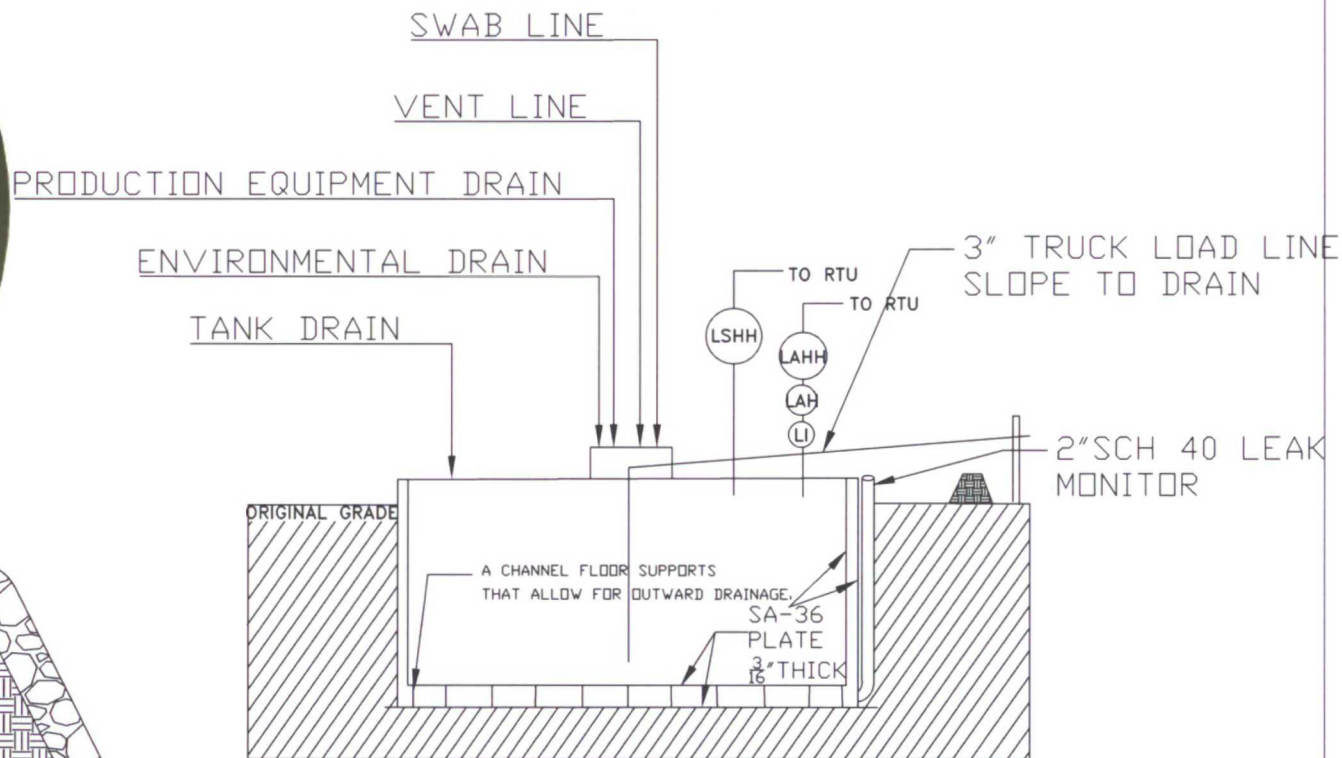 SWAB LINE
VENT LINE
PRODUCTION EQUIPMENT DRAIN
ENVIRONMENTAL DRAIN
TANK DRAIN
TO RTU
TO RTU
LSHH
LAHH
LAH
LI
3" TRUCK LOAD LINE
SLOPE TO DRAIN
2"SCH 40 LEAK
MONITOR
ORIGINAL GRADE
A CHANNEL FLOOR SUPPORTS
THAT ALLOW FOR OUTWARD DRAINAGE.
SA-36
PLATE
3/16"THICK